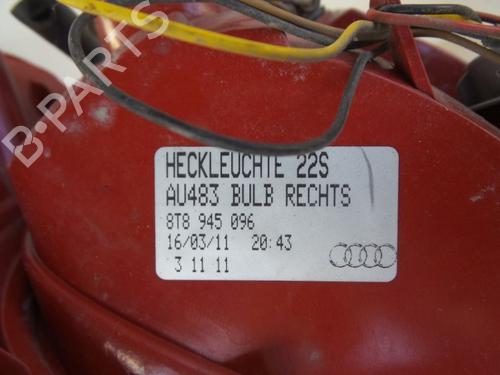 B-PARTS
HECKLEUCHTE 22S
AU483 BULB RECHTS
8T8 945 096
16/03/11 20:43
3 11 11